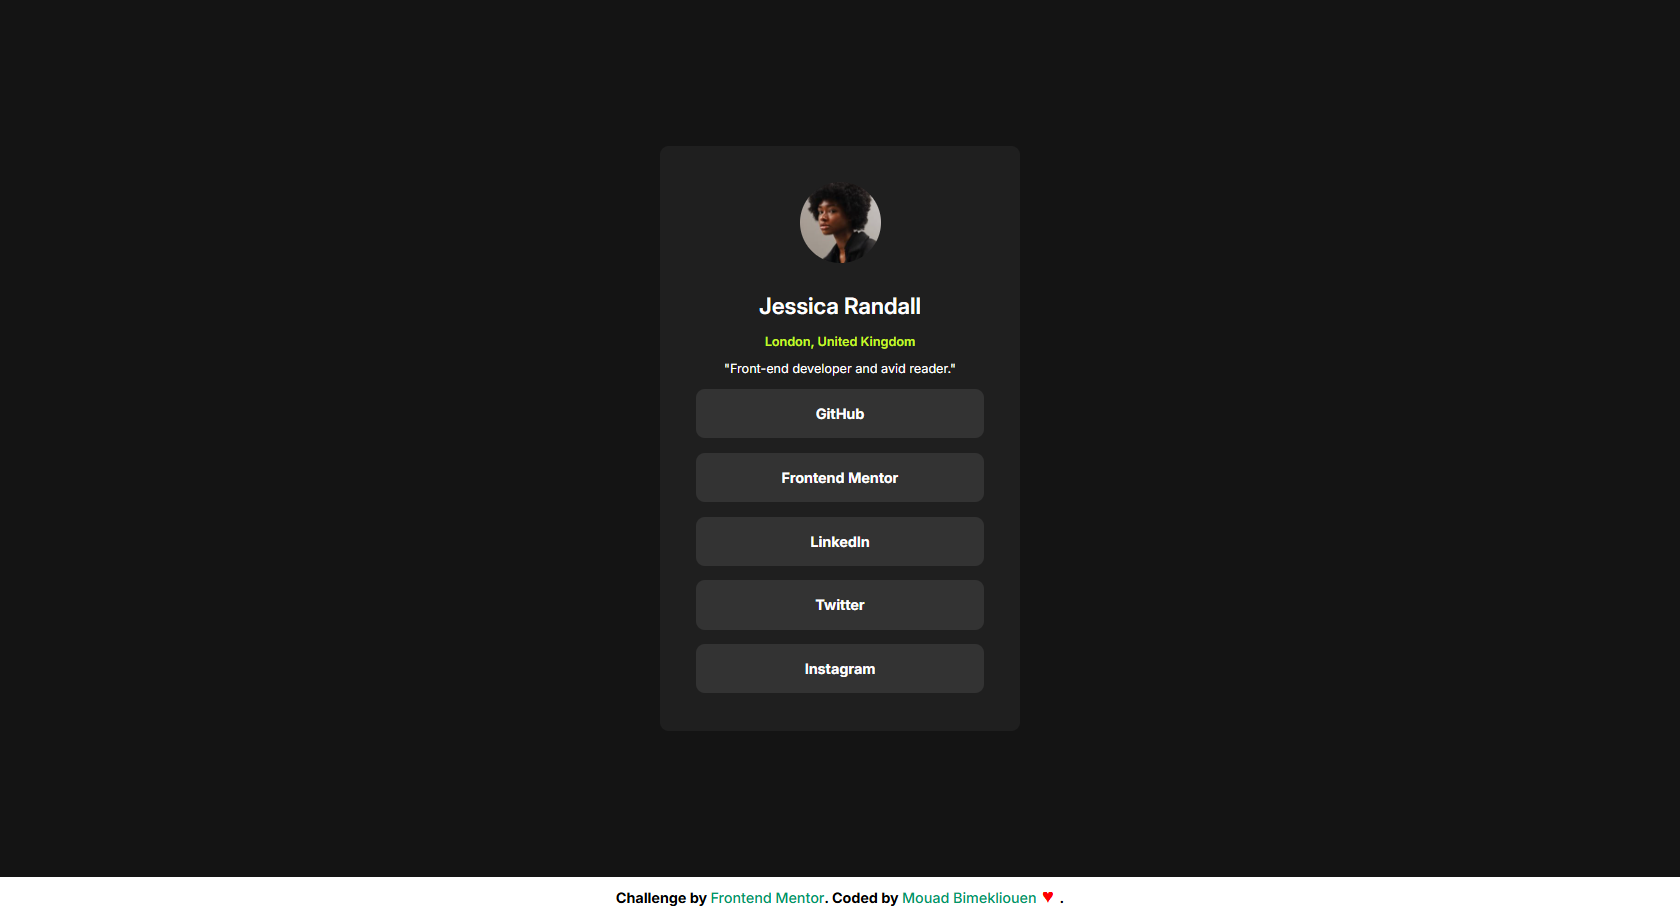 Jessica Randall
London, United Kingdom
"Front-end developer and avid reader."
GitHub
Frontend Mentor
LinkedIn
Twitter
Instagram
Challenge by Frontend Mentor. Coded by Mouad Bimekliouen ♥ .